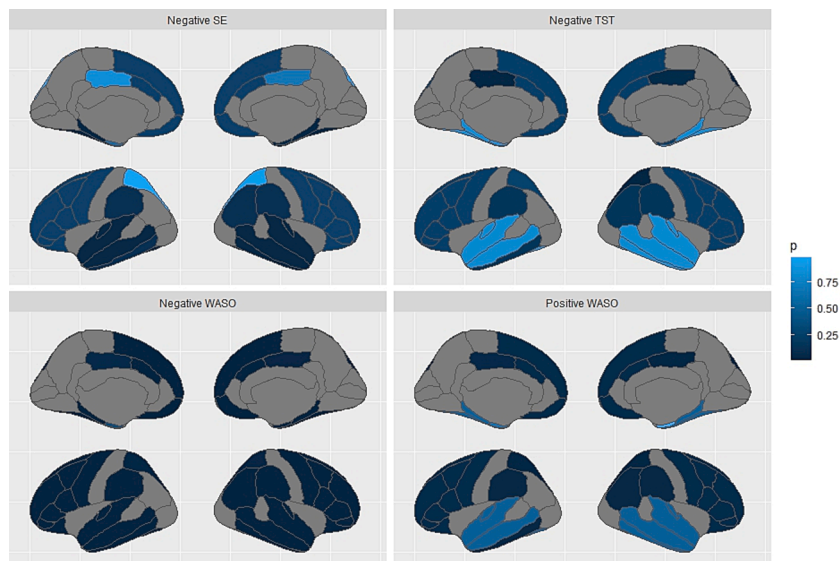 Negative SE
Negative TST
Negative WASO
Positive WASO
p
0.75
0.50
0.25